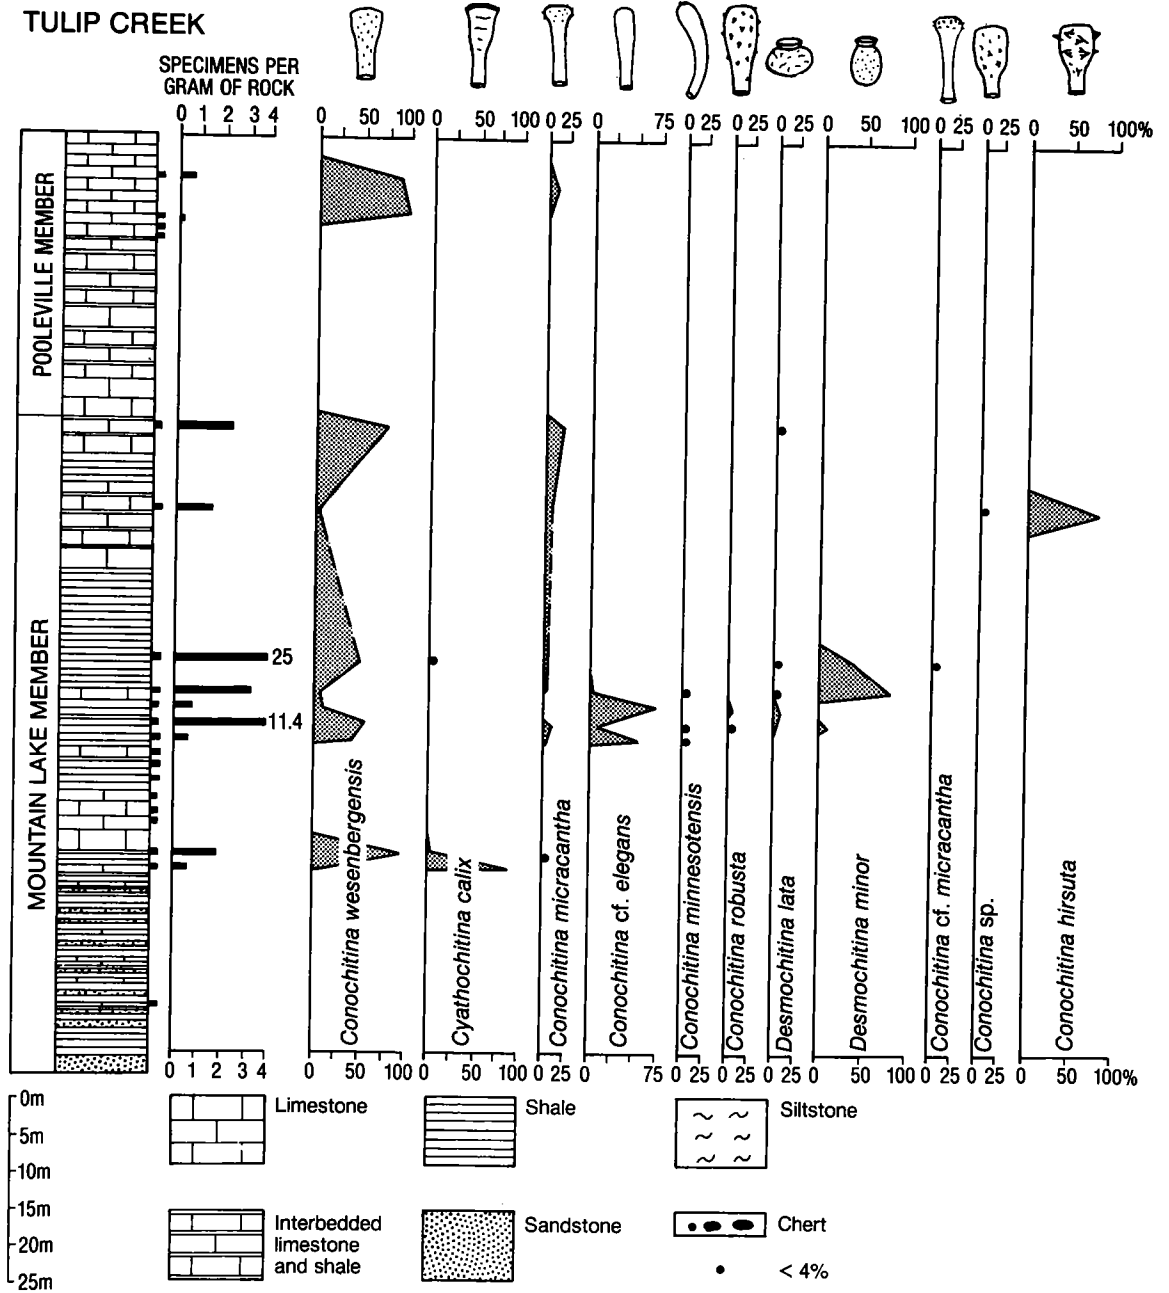 TULIP CREEK
SPECIMENS PER
GRAM OF ROCK
0 1 2 3 4
0 50 100
0 50 100
0 25
0 75
0 25
0 25
0 25
0 50 100
0 25
0 25
0 50 100%
POOLEVILLE MEMBER
MOUNTAIN LAKE MEMBER
25
11.4
Conochitina wesenbergensis
Cyathochitina calix
Conochitina micracantha
Conochitina cf. elegans
Conochitina minnesotensis
Conochitina robusta
Desmochitina lata
Desmochitina minor
Conochitina cf. micracantha
Conochitina sp.
Conochitina hirsuta
0 1 2 3 4
0 50 100
0 50 100
0 25
0 75
0 25
0 25
0 25
0 50 100
0 25
0 25
0 50 100%
0m
5m
10m
15m
20m
25m
Limestone
Shale
Siltstone
Interbedded
limestone
and shale
Sandstone
Chert
< 4%